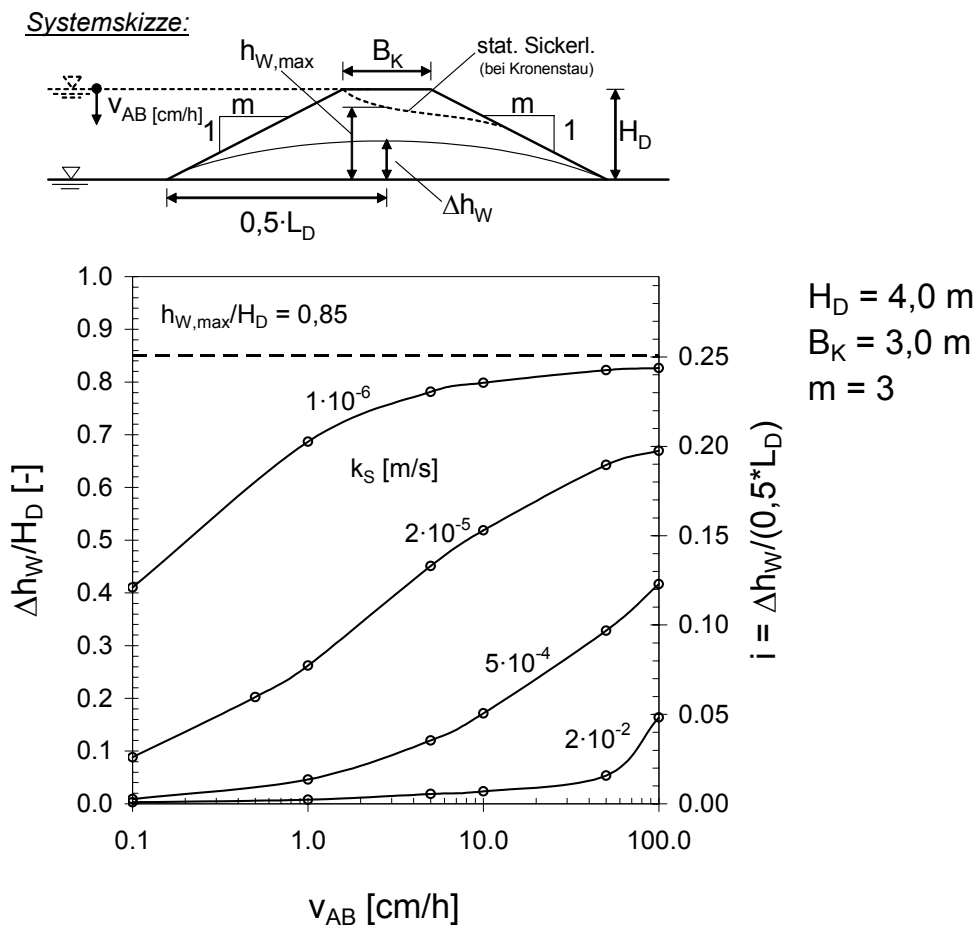 Systemskizze:
h_W,max
B_K
stat. Sickerl.
(bei Kronenstau)
v_AB [cm/h]
m
1
m
1
H_D
Δh_W
0,5·L_D
h_W,max/H_D = 0,85
H_D = 4,0 m
B_K = 3,0 m
m = 3
1·10^-6
k_S [m/s]
2·10^-5
5·10^-4
2·10^-2
Δh_W/H_D [-]
1.0
0.9
0.8
0.7
0.6
0.5
0.4
0.3
0.2
0.1
0.0
0.25
0.20
0.15
0.10
0.05
0.00
i = Δh_W/(0,5*L_D)
0.1 1.0 10.0 100.0
v_AB [cm/h]